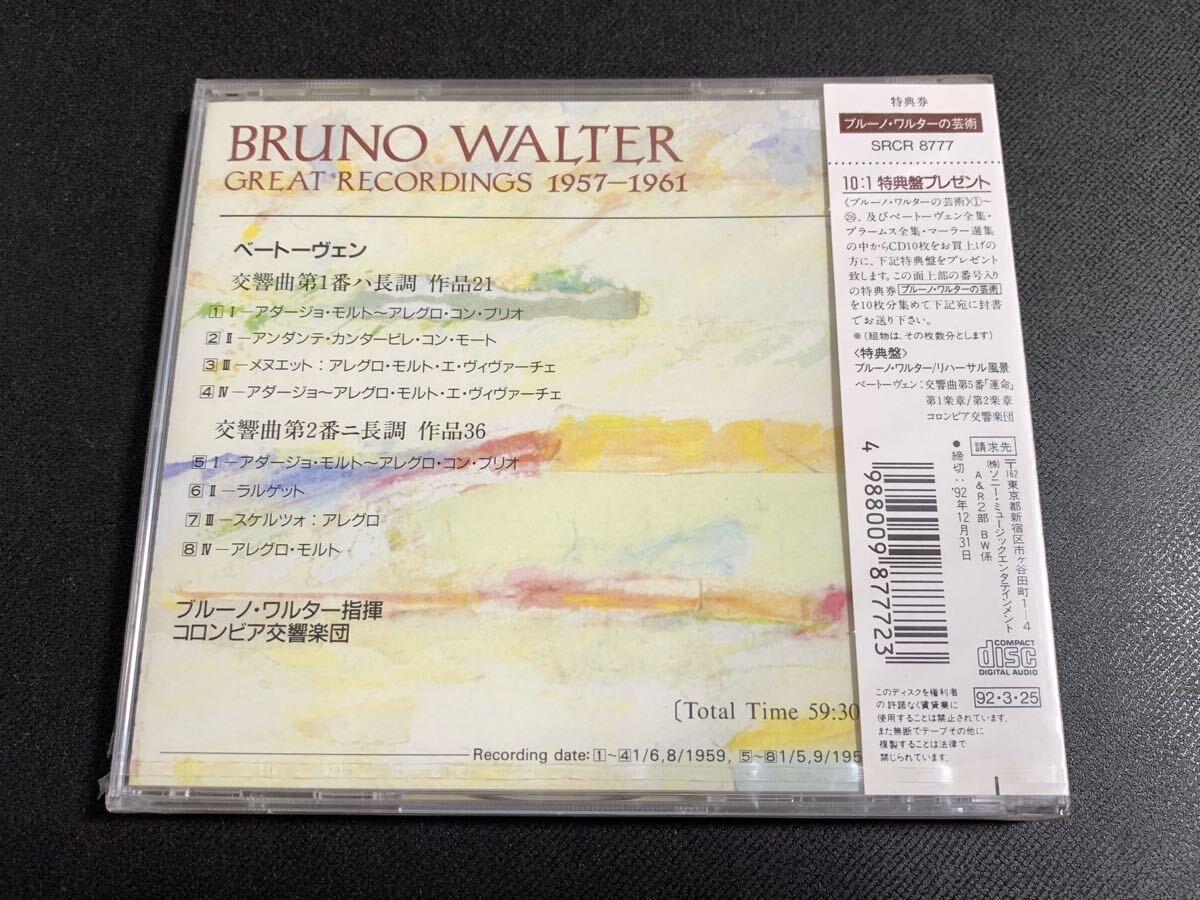 BRUNO WALTER
GREAT RECORDINGS 1957—1961
ベートーヴェン
交響曲第1番ハ長調 作品21
1 I—アダージョ・モルト〜アレグロ・コン・ブリオ
2 II—アンダンテ・カンタービレ・コン・モート
3 III—メヌエット：アレグロ・モルト・エ・ヴィヴァーチェ
4 IV—アダージョ〜アレグロ・モルト・エ・ヴィヴァーチェ
交響曲第2番ニ長調 作品36
5 I—アダージョ・モルト〜アレグロ・コン・ブリオ
6 II—ラルゲット
7 III—スケルツォ：アレグロ
8 IV—アレグロ・モルト
ブルーノ・ワルター指揮
コロンビア交響楽団
〔Total Time 59:30
Recording date: 1〜4 1/6,8/1959, 5〜8 1/5,9/195
特典券
ブルーノ・ワルターの芸術
SRCR 8777
10:1 特典盤プレゼント
《ブルーノ・ワルターの芸術》①〜
㉖、及びベートーヴェン全集・
ブラームス全集・マーラー選集
の中からCD10枚をお買上げの
方に、下記特典盤をプレゼント
致します。この面上部の番号入り
の特典券 ブルーノ・ワルターの芸術
を10枚分集めて下記宛に封書
でお送り下さい。
※(組物は、その枚数分とします)
〈特典盤〉
ブルーノ・ワルター/リハーサル風景
ベートーヴェン：交響曲第5番「運命」
第1楽章/第2楽章
コロンビア交響楽団
請求先
〒162 東京都新宿区市ヶ谷田町1—4
㈱ソニー・ミュージックエンタテインメント
A&R2部 BW係
●締切：'92年12月31日
4 988009 877723
COMPACT
disc
DIGITAL AUDIO
92・3・25
このディスクを権利者
の許諾なく賃貸業に
使用することは禁止されています。
また無断でテープその他に
複製することは法律で
禁じられています。